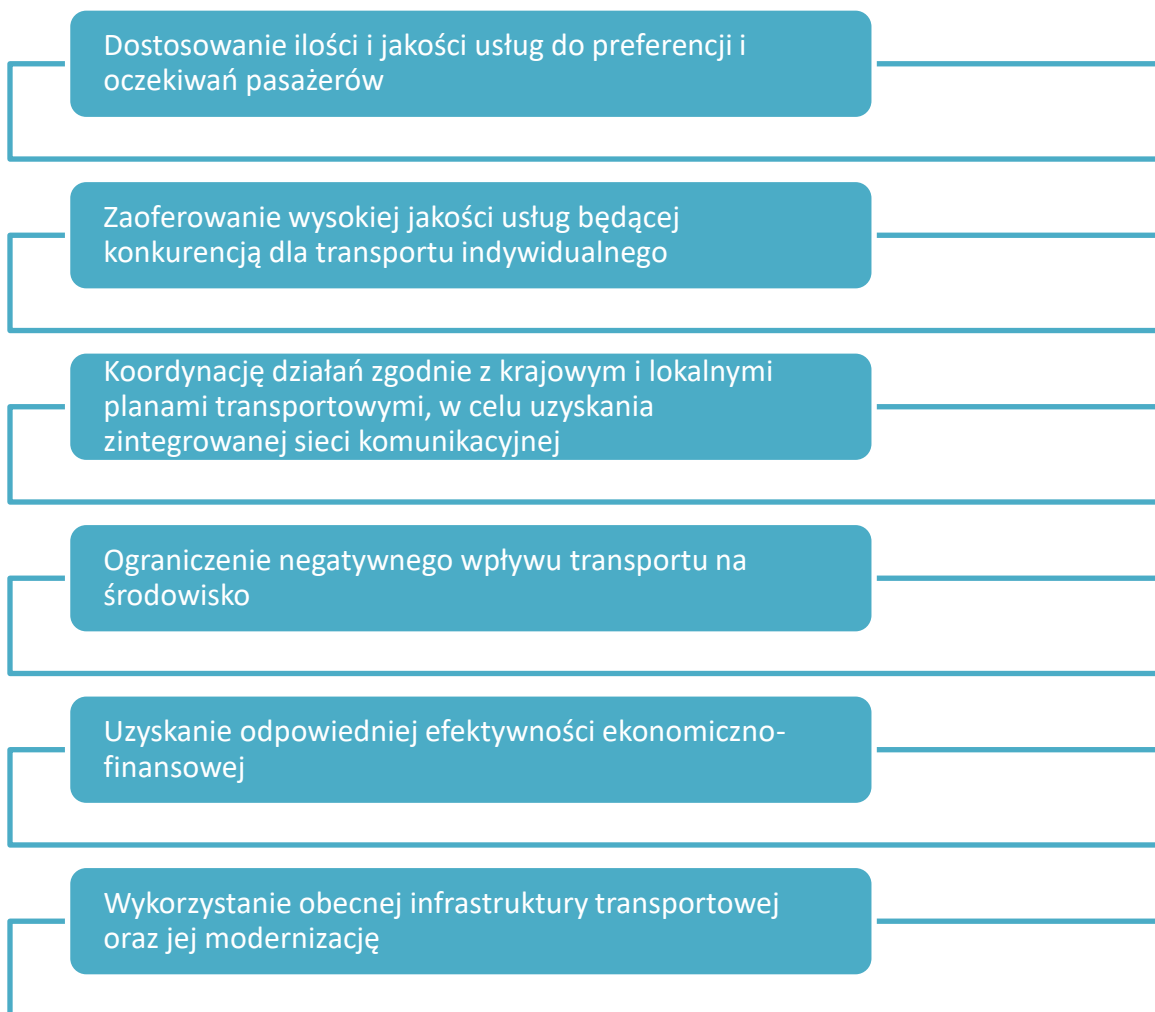 Dostosowanie ilości i jakości usług do preferencji i
oczekiwań pasażerów
Zaoferowanie wysokiej jakości usług będącej
konkurencją dla transportu indywidualnego
Koordynację działań zgodnie z krajowym i lokalnymi
planami transportowymi, w celu uzyskania
zintegrowanej sieci komunikacyjnej
Ograniczenie negatywnego wpływu transportu na
środowisko
Uzyskanie odpowiedniej efektywności ekonomiczno-
finansowej
Wykorzystanie obecnej infrastruktury transportowej
oraz jej modernizację